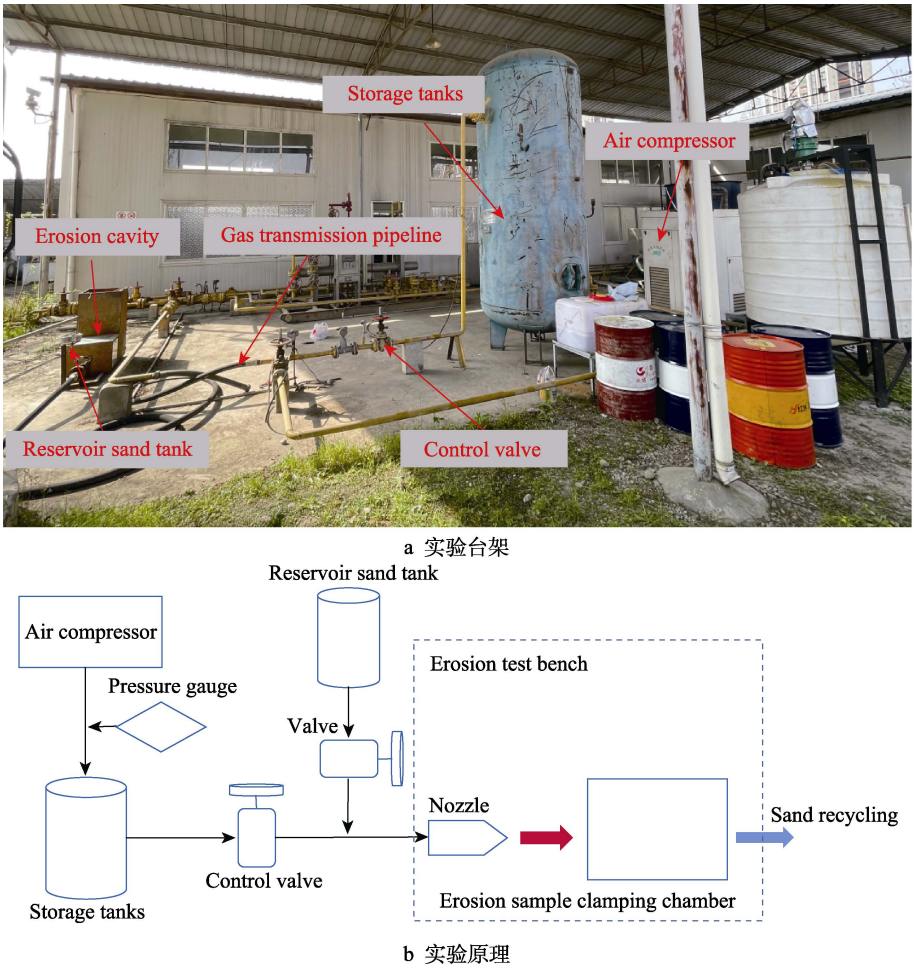 Storage tanks
Air compressor
Erosion cavity
Gas transmission pipeline
Reservoir sand tank
Control valve
a 实验台架
Reservoir sand tank
Air compressor
Erosion test bench
Pressure gauge
Valve
Nozzle
Sand recycling
Control valve
Erosion sample clamping chamber
Storage tanks
b 实验原理